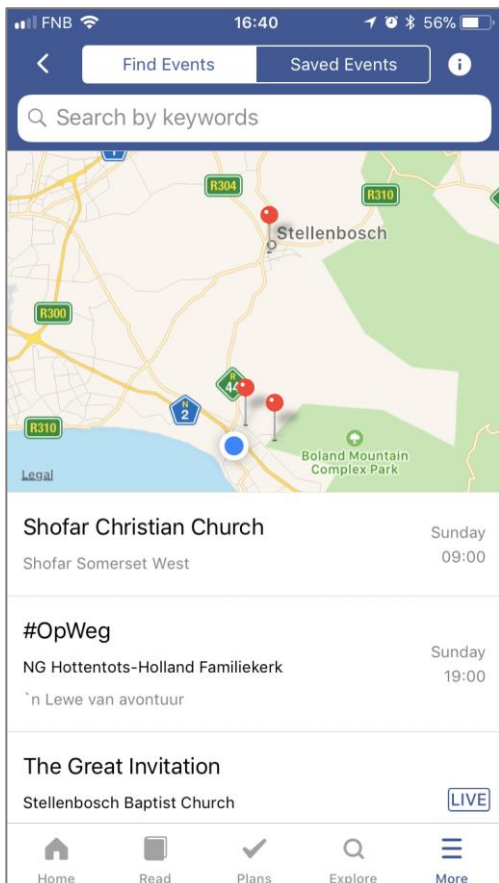 FNB 16:40 56%
Find Events Saved Events
Search by keywords
R304
R310
Stellenbosch
R300
R
44
N
2
R310
Boland Mountain
Complex Park
Legal
Shofar Christian Church
Sunday
09:00
Shofar Somerset West
#OpWeg
NG Hottentots-Holland Familiekerk
Sunday
19:00
`n Lewe van avontuur
The Great Invitation
Stellenbosch Baptist Church
LIVE
Home Read Plans Explore More